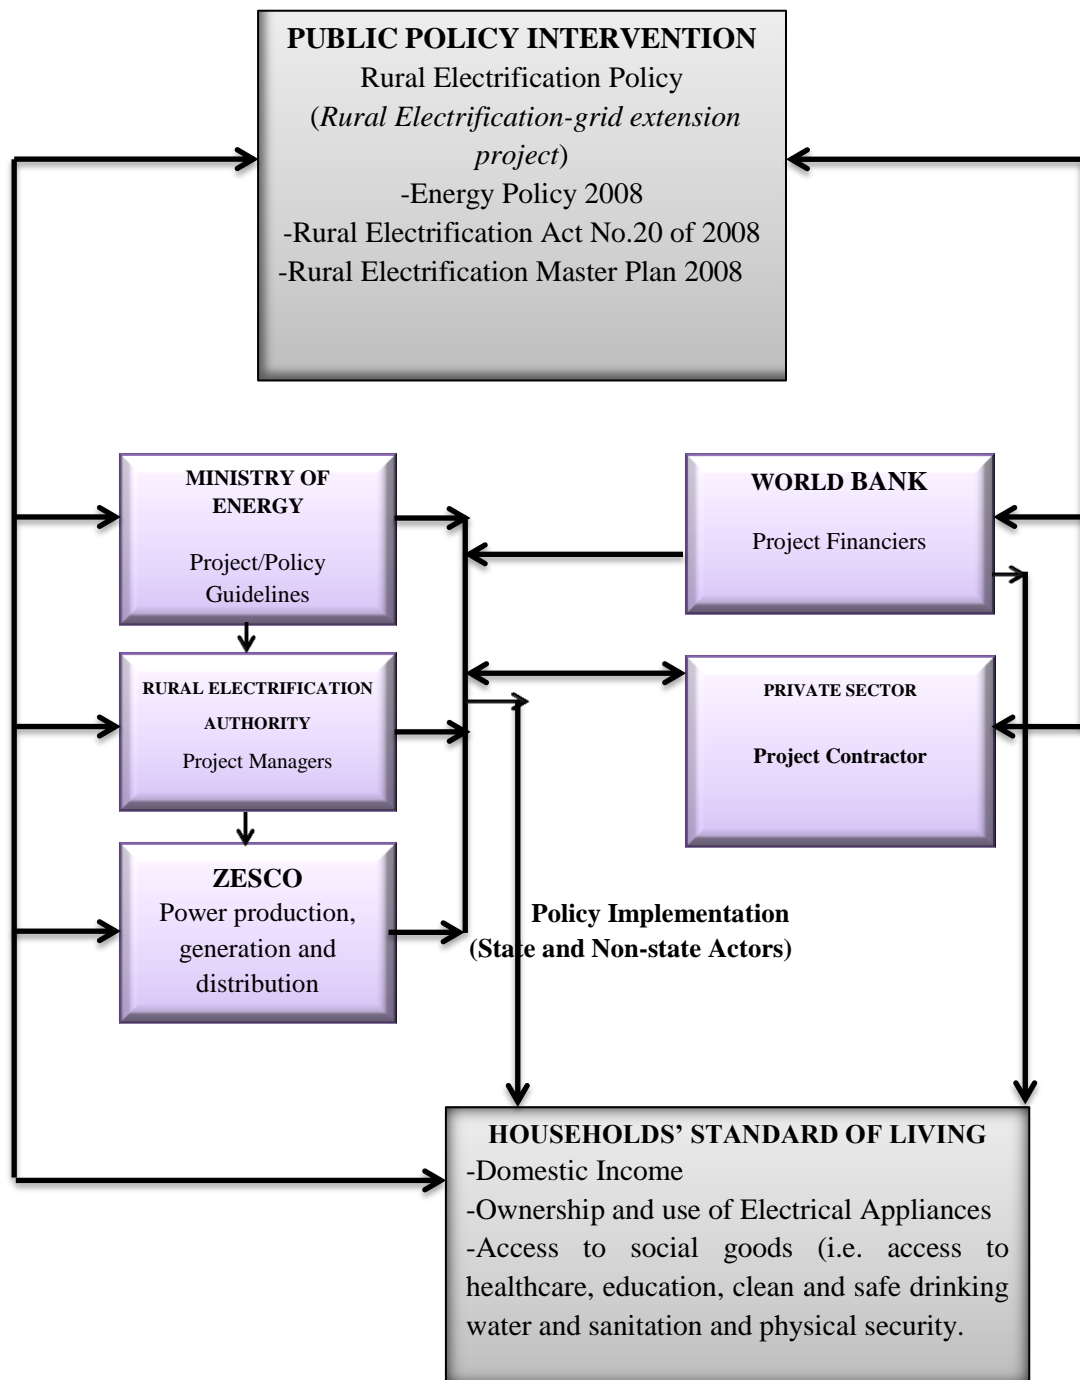 PUBLIC POLICY INTERVENTION
Rural Electrification Policy
(Rural Electrification-grid extension
project)
-Energy Policy 2008
-Rural Electrification Act No.20 of 2008
-Rural Electrification Master Plan 2008
MINISTRY OF
ENERGY
Project/Policy
Guidelines
WORLD BANK
Project Financiers
RURAL ELECTRIFICATION
AUTHORITY
Project Managers
PRIVATE SECTOR
Project Contractor
ZESCO
Power production,
generation and
distribution
Policy Implementation
(State and Non-state Actors)
HOUSEHOLDS’ STANDARD OF LIVING
-Domestic Income
-Ownership and use of Electrical Appliances
-Access to social goods (i.e. access to
healthcare, education, clean and safe drinking
water and sanitation and physical security.